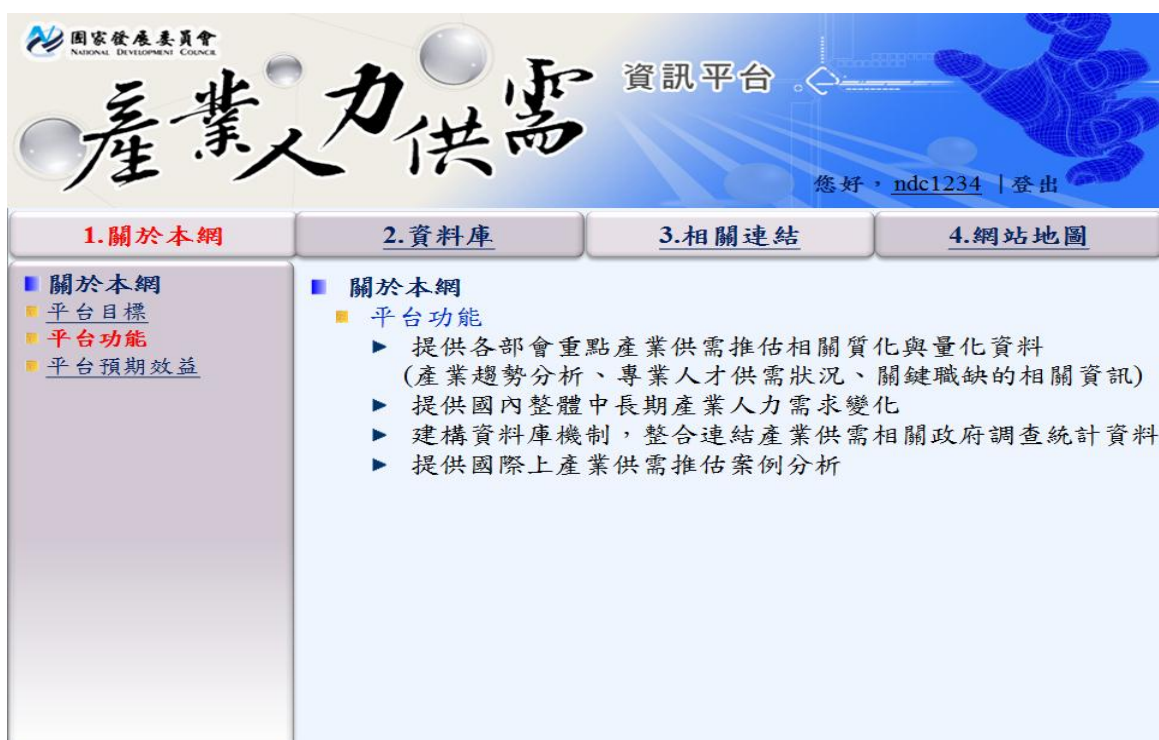 國家發展委員會
NATIONAL DEVELOPMENT COUNCIL
產業人力供需
資訊平台
您好，ndc1234 | 登出
1.關於本網
2.資料庫
3.相關連結
4.網站地圖
關於本網
平台目標
平台功能
平台預期效益
關於本網
平台功能
提供各部會重點產業供需推估相關質化與量化資料
(產業趨勢分析、專業人才供需狀況、關鍵職缺的相關資訊)
提供國內整體中長期產業人力需求變化
建構資料庫機制，整合連結產業供需相關政府調查統計資料
提供國際上產業供需推估案例分析